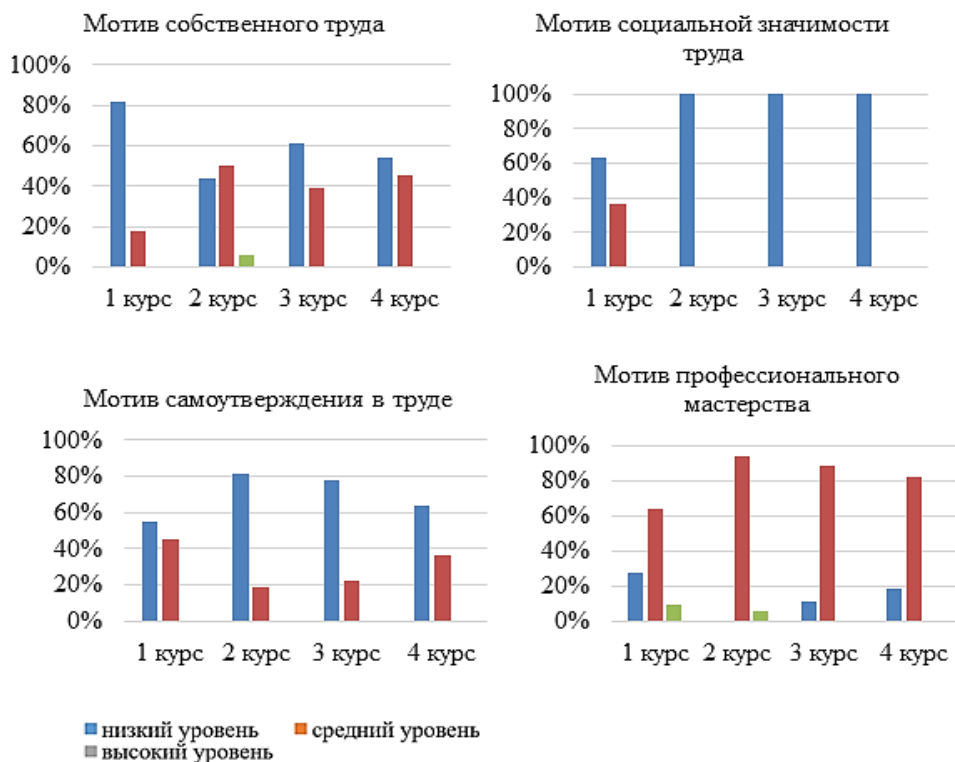 Мотив собственного труда
100%
80%
60%
40%
20%
0%
1 курс 2 курс 3 курс 4 курс
Мотив социальной значимости
труда
100%
80%
60%
40%
20%
0%
1 курс 2 курс 3 курс 4 курс
Мотив самоутверждения в труде
100%
80%
60%
40%
20%
0%
1 курс 2 курс 3 курс 4 курс
Мотив профессионального
мастерства
100%
80%
60%
40%
20%
0%
1 курс 2 курс 3 курс 4 курс
низкий уровень средний уровень
высокий уровень